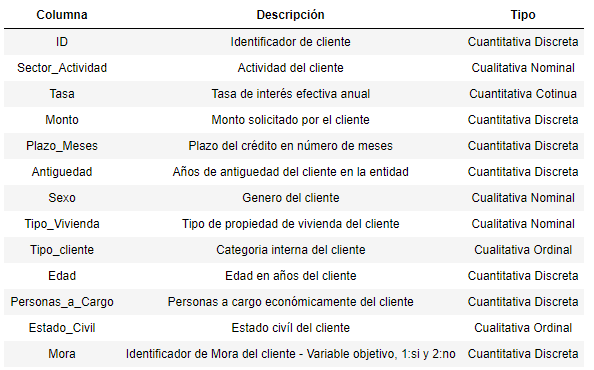 Columna Descripción Tipo
ID Identificador de cliente Cuantitativa Discreta
Sector_Actividad Actividad del cliente Cualitativa Nominal
Tasa Tasa de interés efectiva anual Cuantitativa Cotinua
Monto Monto solicitado por el cliente Cuantitativa Discreta
Plazo_Meses Plazo del crédito en número de meses Cuantitativa Discreta
Antiguedad Años de antiguedad del cliente en la entidad Cuantitativa Discreta
Sexo Genero del cliente Cualitativa Nominal
Tipo_Vivienda Tipo de propiedad de vivienda del cliente Cualitativa Nominal
Tipo_cliente Categoria interna del cliente Cualitativa Ordinal
Edad Edad en años del cliente Cuantitativa Discreta
Personas_a_Cargo Personas a cargo económicamente del cliente Cuantitativa Discreta
Estado_Civil Estado civíl del cliente Cualitativa Ordinal
Mora Identificador de Mora del cliente - Variable objetivo, 1:si y 2:no Cuantitativa Discreta